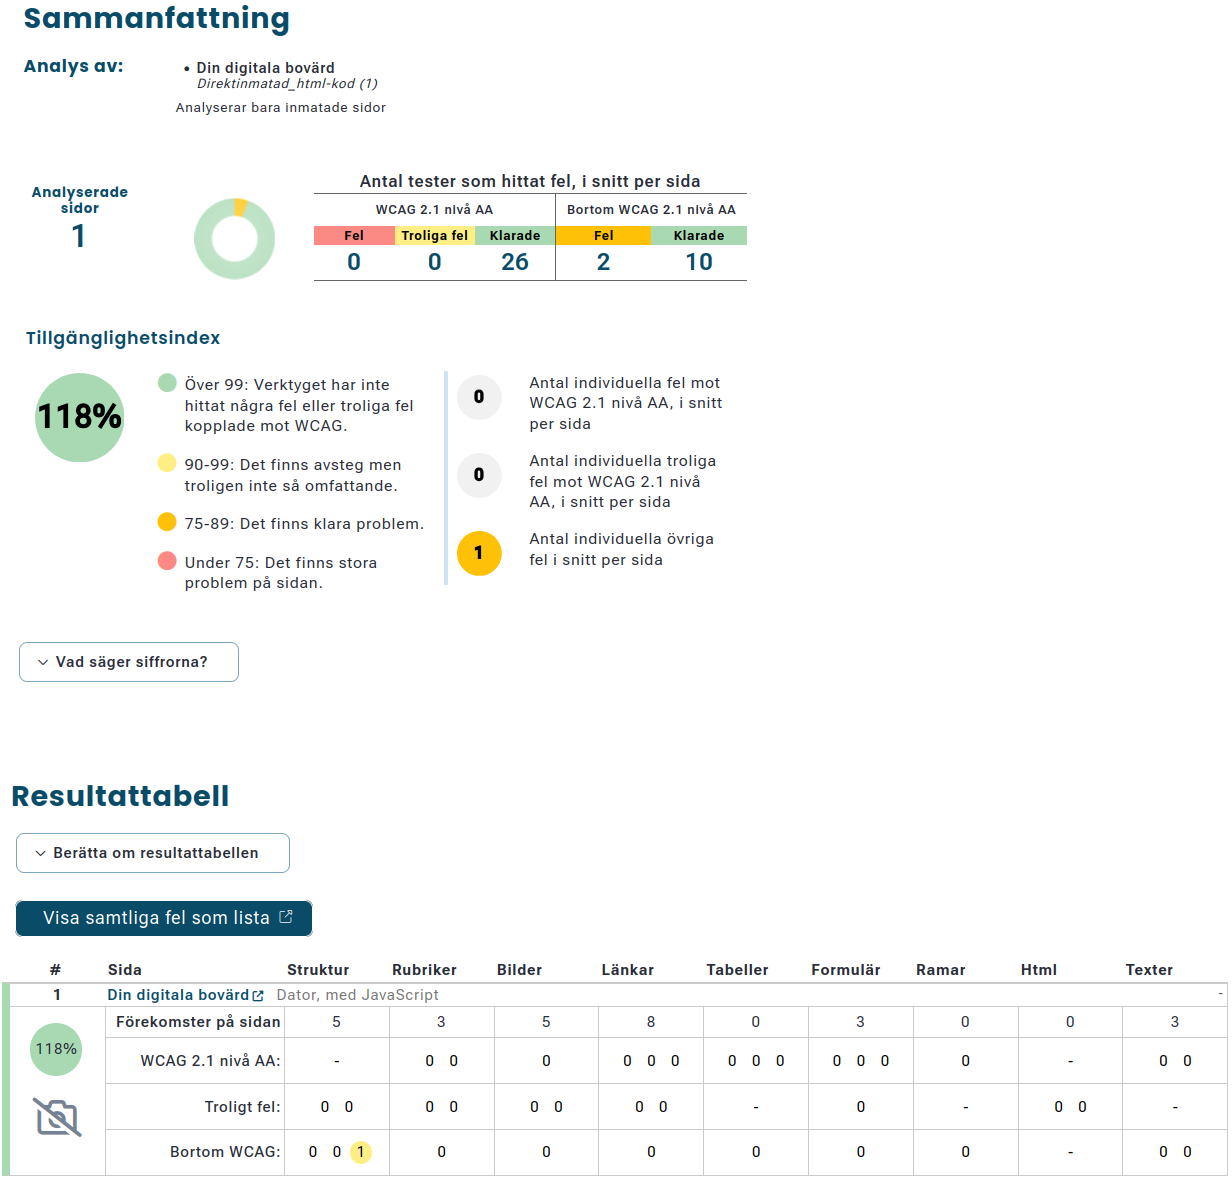 Sammanfattning
Analys av:
• Din digitala bovärd
Direktinmatad_html-kod (1)
Analyserar bara inmatade sidor
Analyserade
sidor
1
Antal tester som hittat fel, i snitt per sida
WCAG 2.1 nivå AA Bortom WCAG 2.1 nivå AA
Fel Troliga fel Klarade Fel Klarade
0 0 26 2 10
Tillgänglighetsindex
118%
Över 99: Verktyget har inte
hittat några fel eller troliga fel
kopplade mot WCAG.
90-99: Det finns avsteg men
troligen inte så omfattande.
75-89: Det finns klara problem.
Under 75: Det finns stora
problem på sidan.
0
Antal individuella fel mot
WCAG 2.1 nivå AA, i snitt
per sida
0
Antal individuella troliga
fel mot WCAG 2.1 nivå
AA, i snitt per sida
1
Antal individuella övriga
fel i snitt per sida
Vad säger siffrorna?
Resultattabell
Berätta om resultattabellen
Visa samtliga fel som lista
# Sida Struktur Rubriker Bilder Länkar Tabeller Formulär Ramar Html Texter
1 Din digitala bovärd Dator, med JavaScript -
Förekomster på sidan 5 3 5 8 0 3 0 0 3
118%
WCAG 2.1 nivå AA: - 0 0 0 0 0 0 0 0 0 0 0 0 0 - 0 0
Troligt fel: 0 0 0 0 0 0 0 0 - 0 - 0 0 -
Bortom WCAG: 0 0 1 0 0 0 0 0 0 - 0 0